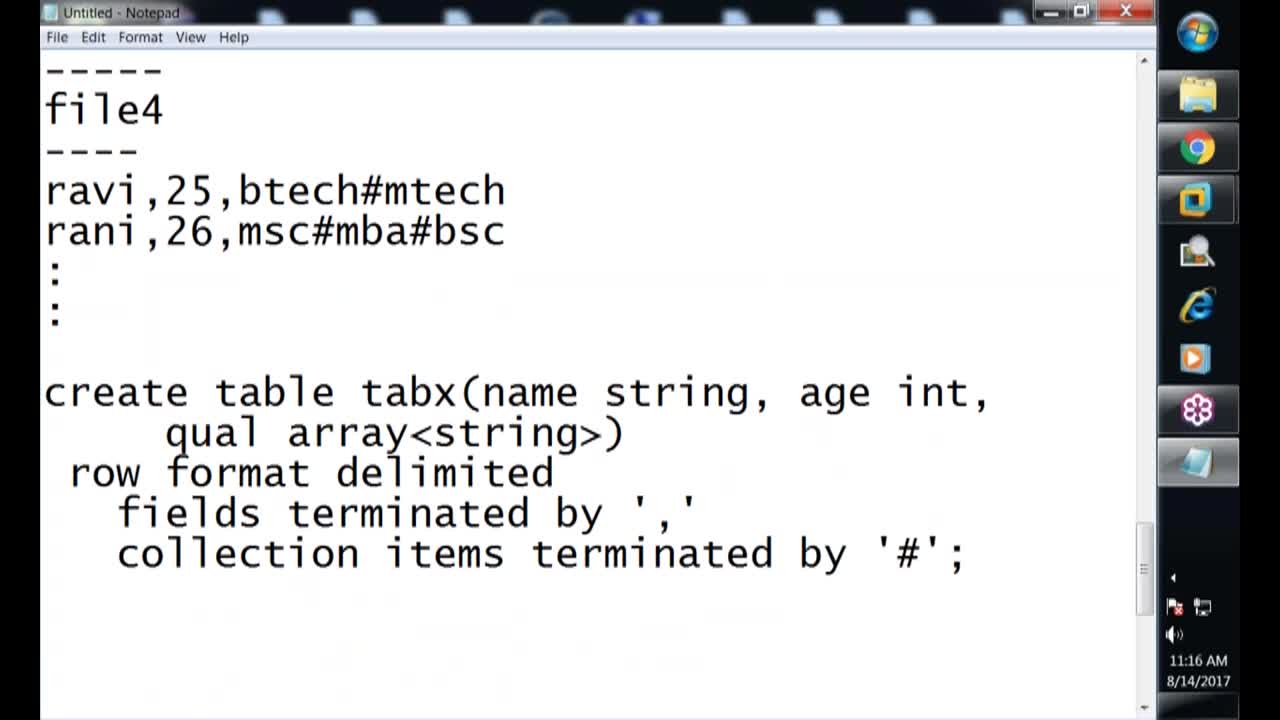 Untitled - Notepad
File Edit Format View Help
-----
file4
----
ravi,25,btech#mtech
rani,26,msc#mba#bsc
:
:
create table tabx(name string, age int,
qual array<string>)
row format delimited
fields terminated by ','
collection items terminated by '#';
11:16 AM
8/14/2017